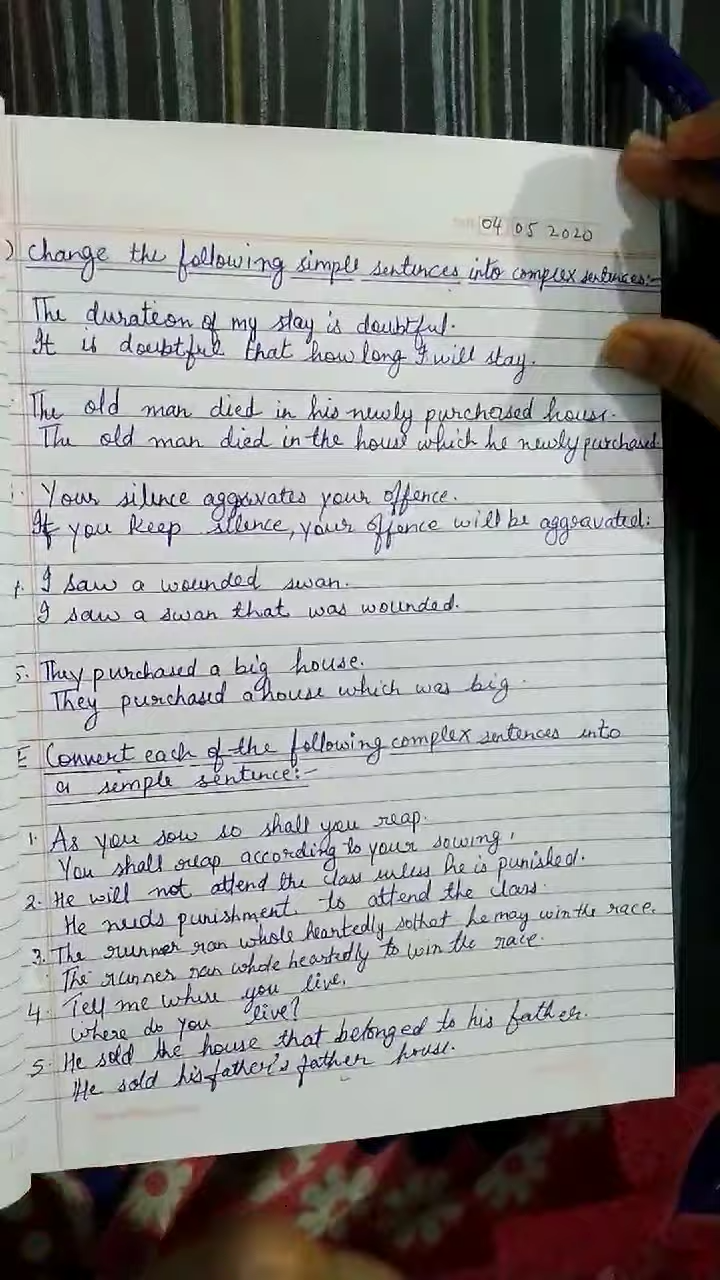 04 05 2020
) Change the following simple sentences into complex sentences:-
The duration of my stay is doubtful.
It is doubtful that how long I will stay.
The old man died in his newly purchased house.
The old man died in the house which he newly purchased
Your silence aggravates your offence.
If you keep silence, your offence will be aggravated.
I saw a wounded swan.
I saw a swan that was wounded.
5. They purchased a big house.
They purchased a house which was big.
E Convert each of the following complex sentences into
a simple sentence:-
1. As you sow so shall you reap.
You shall reap according to your sowing.
2. He will not attend the class unless he is punished.
He needs punishment to attend the class.
3. The runner ran whole heartedly so that he may win the race.
The runner ran whole heartedly to win the race.
4. Tell me where you live.
Where do you live?
5. He sold the house that belonged to his father.
He sold his father's father house.